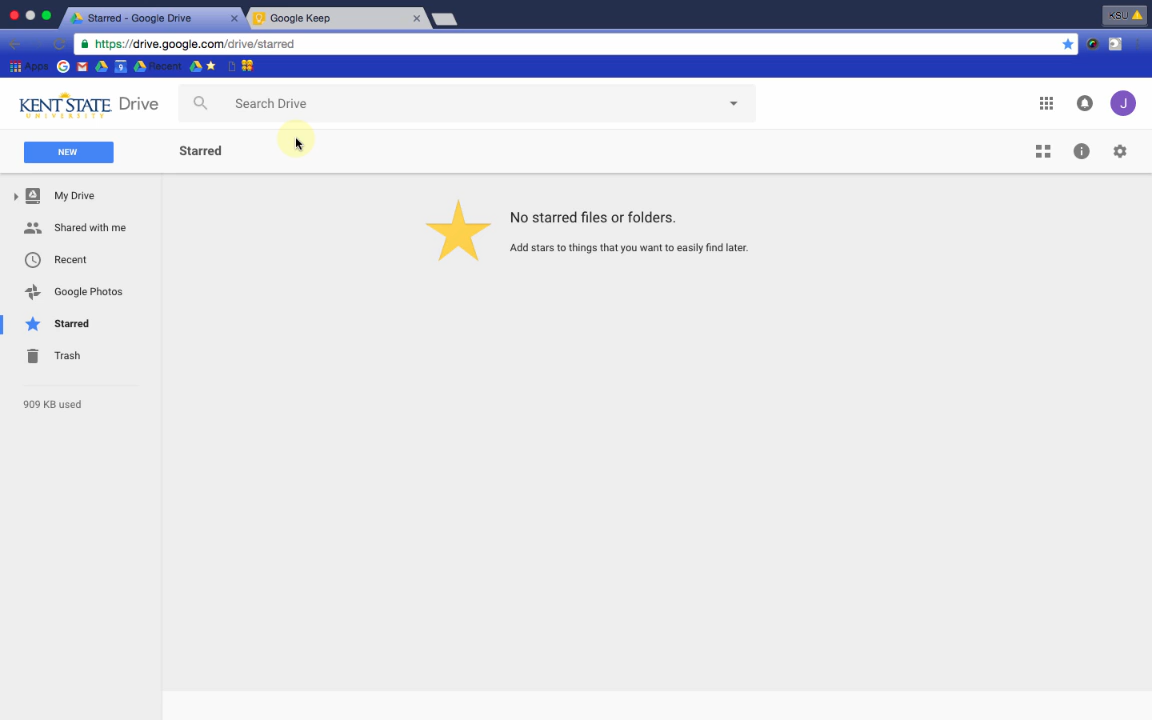 Starred - Google Drive
Google Keep
KSU
https://drive.google.com/drive/starred
Apps
9
Recent
KENT STATE
UNIVERSITY
Drive
Search Drive
J
NEW
Starred
My Drive
Shared with me
Recent
Google Photos
Starred
Trash
909 KB used
No starred files or folders.
Add stars to things that you want to easily find later.